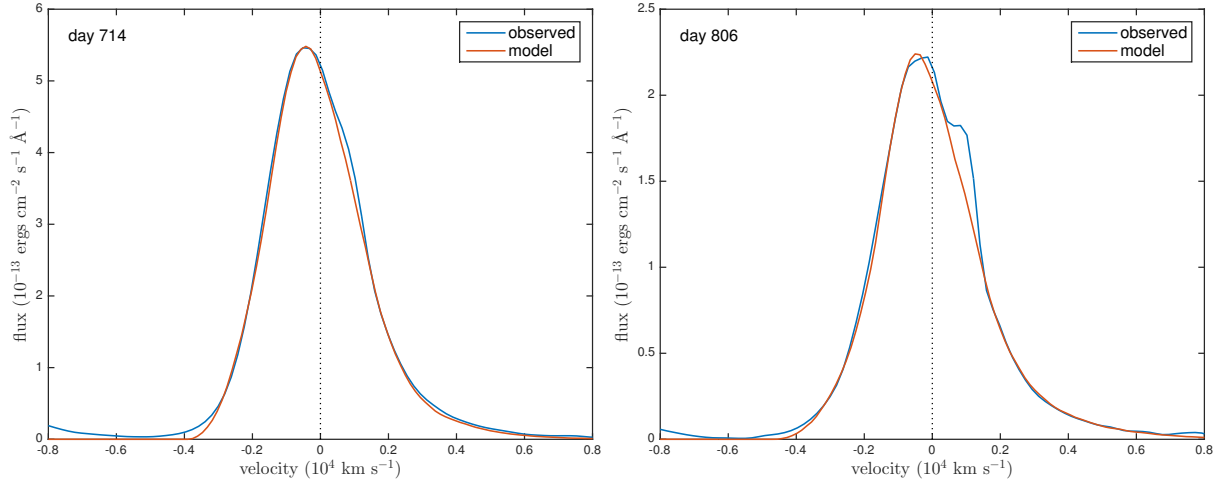 day 714
observed
model
6
5
4
3
2
1
0
flux (10⁻¹³ ergs cm⁻² s⁻¹ Å⁻¹)
-0.8 -0.6 -0.4 -0.2 0 0.2 0.4 0.6 0.8
velocity (10⁴ km s⁻¹)
day 806
observed
model
2.5
2
1.5
1
0.5
0
flux (10⁻¹³ ergs cm⁻² s⁻¹ Å⁻¹)
-0.8 -0.6 -0.4 -0.2 0 0.2 0.4 0.6 0.8
velocity (10⁴ km s⁻¹)